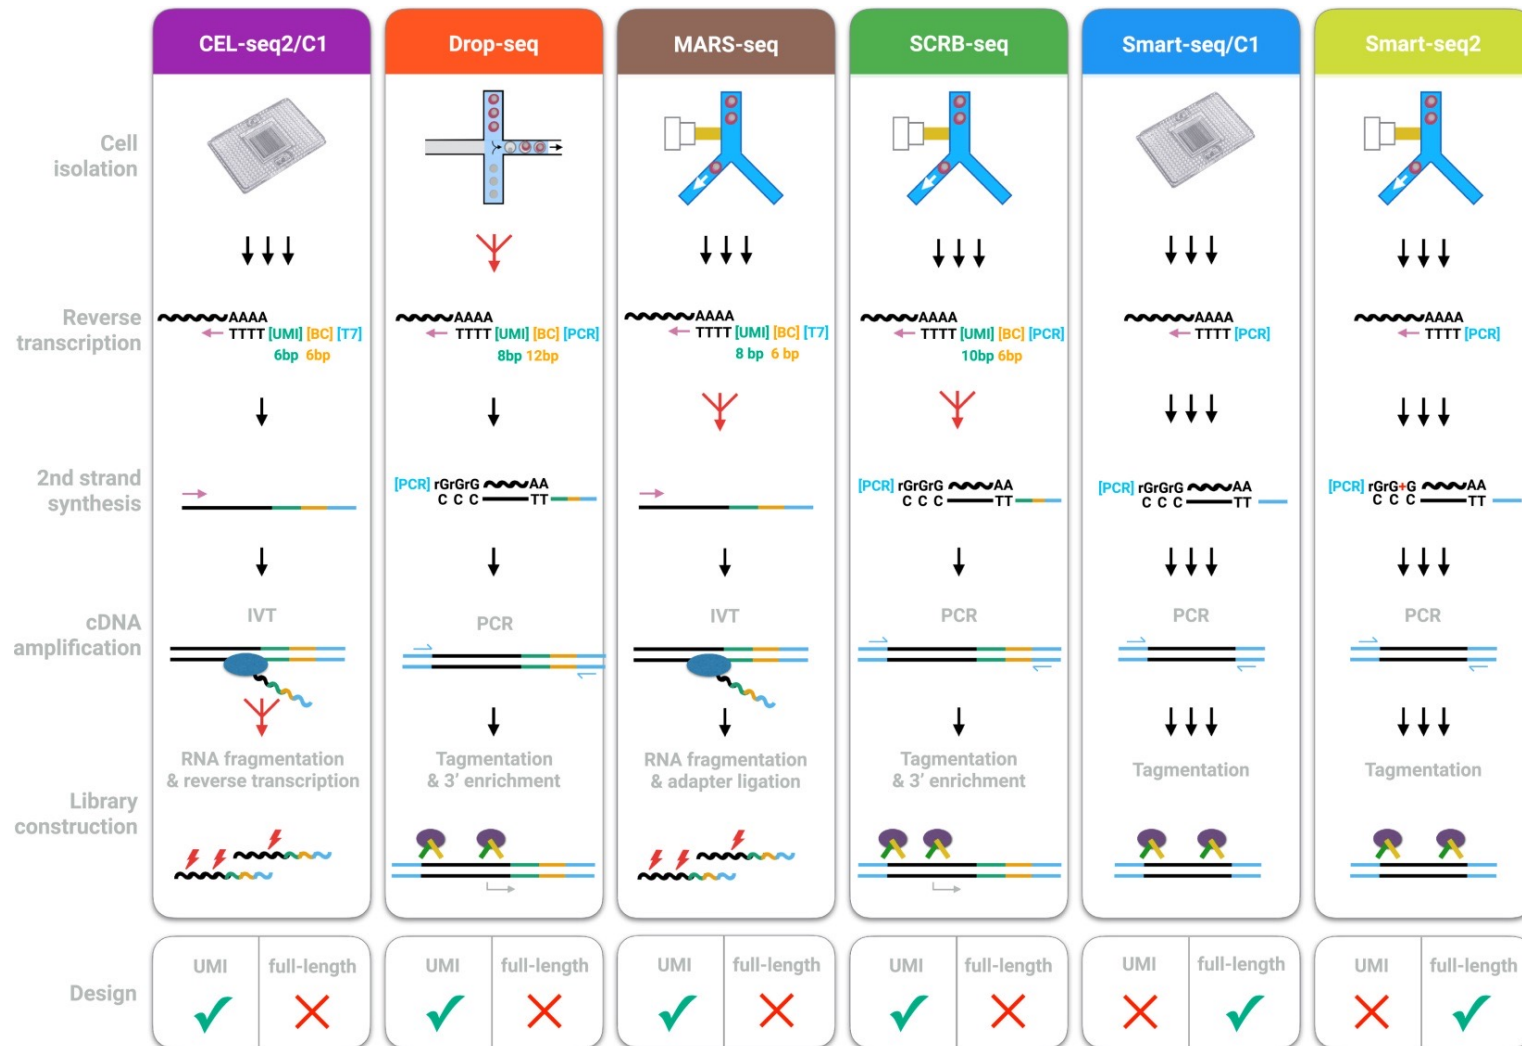 CEL-seq2/C1 Drop-seq MARS-seq SCRB-seq Smart-seq/C1 Smart-seq2
Cell
isolation
Reverse
transcription
AAAA
TTTT [UMI] [BC] [T7]
6bp 6bp
AAAA
TTTT [UMI] [BC] [PCR]
8bp 12bp
AAAA
TTTT [UMI] [BC] [T7]
8 bp 6 bp
AAAA
TTTT [UMI] [BC] [PCR]
10bp 6bp
AAAA
TTTT [PCR]
AAAA
TTTT [PCR]
2nd strand
synthesis
[PCR] rGrGrG AA
C C C TT
[PCR] rGrGrG AA
C C C TT
[PCR] rGrGrG AA
C C C TT
[PCR] rGrG+G AA
C C C TT
cDNA
amplification
IVT
PCR
IVT
PCR
PCR
PCR
Library
construction
RNA fragmentation
& reverse transcription
Tagmentation
& 3’ enrichment
RNA fragmentation
& adapter ligation
Tagmentation
& 3’ enrichment
Tagmentation
Tagmentation
Design
UMI full-length
UMI full-length
UMI full-length
UMI full-length
UMI full-length
UMI full-length